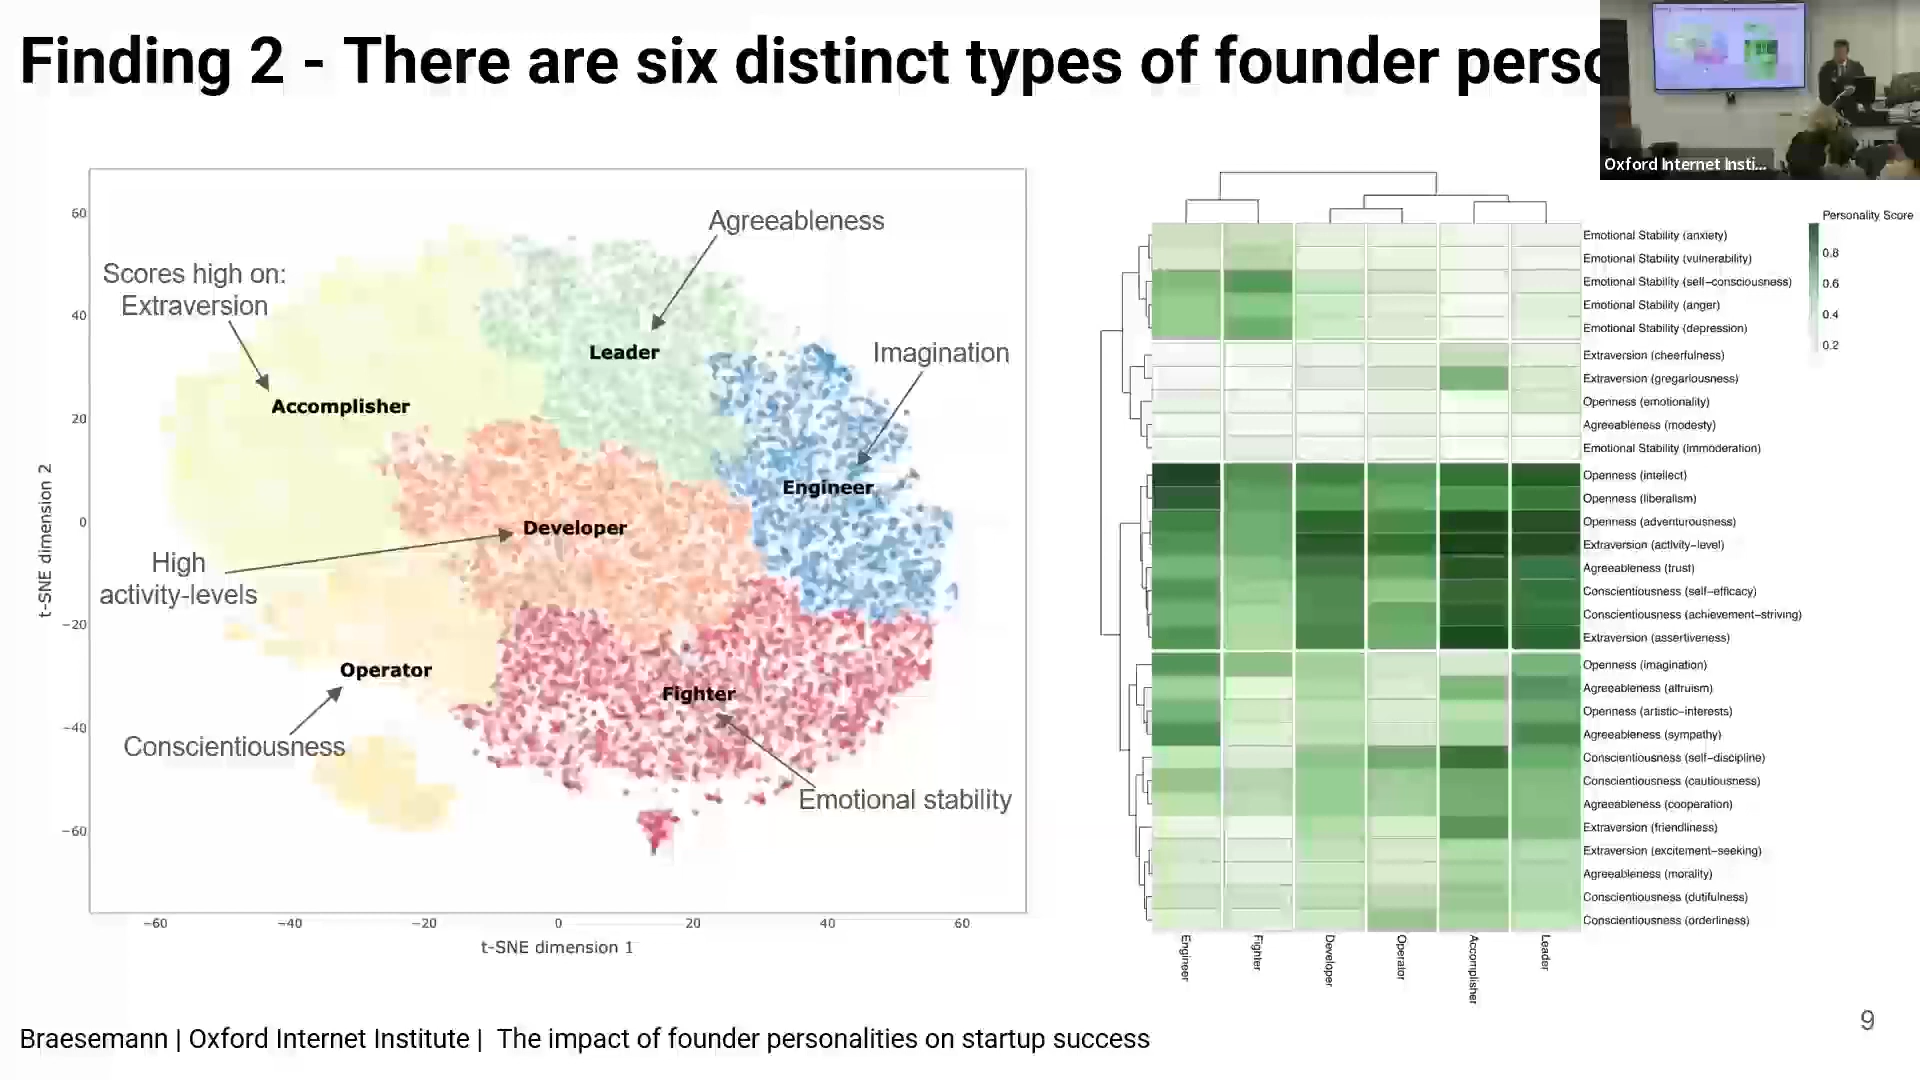 Finding 2 - There are six distinct types of founder perso
Oxford Internet Insti...
Scores high on:
Extraversion
Agreeableness
Imagination
High
activity-levels
Conscientiousness
Emotional stability
Accomplisher
Leader
Engineer
Developer
Operator
Fighter
t-SNE dimension 2
60
40
20
0
−20
−40
−60
−60
−40
−20
0
20
40
60
t-SNE dimension 1
Personality Score
0.8
0.6
0.4
0.2
Emotional Stability (anxiety)
Emotional Stability (vulnerability)
Emotional Stability (self−consciousness)
Emotional Stability (anger)
Emotional Stability (depression)
Extraversion (cheerfulness)
Extraversion (gregariousness)
Openness (emotionality)
Agreeableness (modesty)
Emotional Stability (immoderation)
Openness (intellect)
Openness (liberalism)
Openness (adventurousness)
Extraversion (activity−level)
Agreeableness (trust)
Conscientiousness (self−efficacy)
Conscientiousness (achievement−striving)
Extraversion (assertiveness)
Openness (imagination)
Agreeableness (altruism)
Openness (artistic−interests)
Agreeableness (sympathy)
Conscientiousness (self−discipline)
Conscientiousness (cautiousness)
Agreeableness (cooperation)
Extraversion (friendliness)
Extraversion (excitement−seeking)
Agreeableness (morality)
Conscientiousness (dutifulness)
Conscientiousness (orderliness)
Engineer
Fighter
Developer
Operator
Accomplisher
Leader
Braesemann | Oxford Internet Institute | The impact of founder personalities on startup success
9